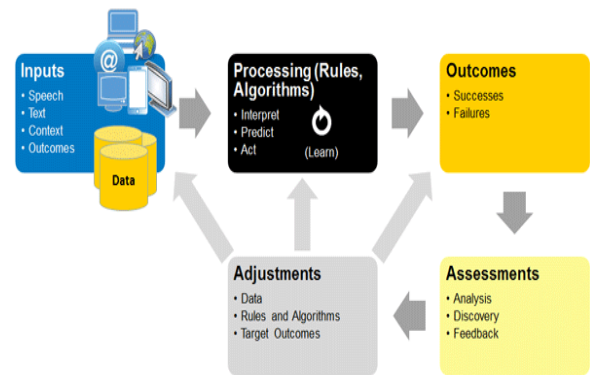 Inputs
• Speech
• Text
• Context
• Outcomes
@
Data
Processing (Rules,
Algorithms)
• Interpret
• Predict
• Act
(Learn)
Outcomes
• Successes
• Failures
Adjustments
• Data
• Rules and Algorithms
• Target Outcomes
Assessments
• Analysis
• Discovery
• Feedback